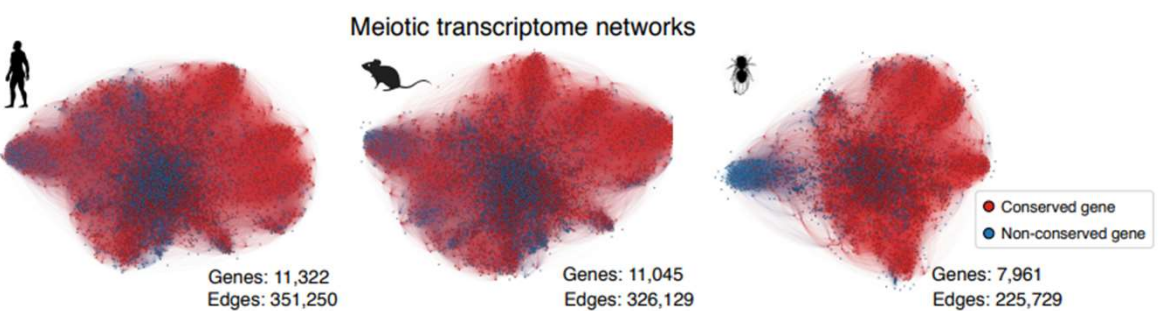 Meiotic transcriptome networks
Genes: 11,322
Edges: 351,250
Genes: 11,045
Edges: 326,129
Conserved gene
Non-conserved gene
Genes: 7,961
Edges: 225,729